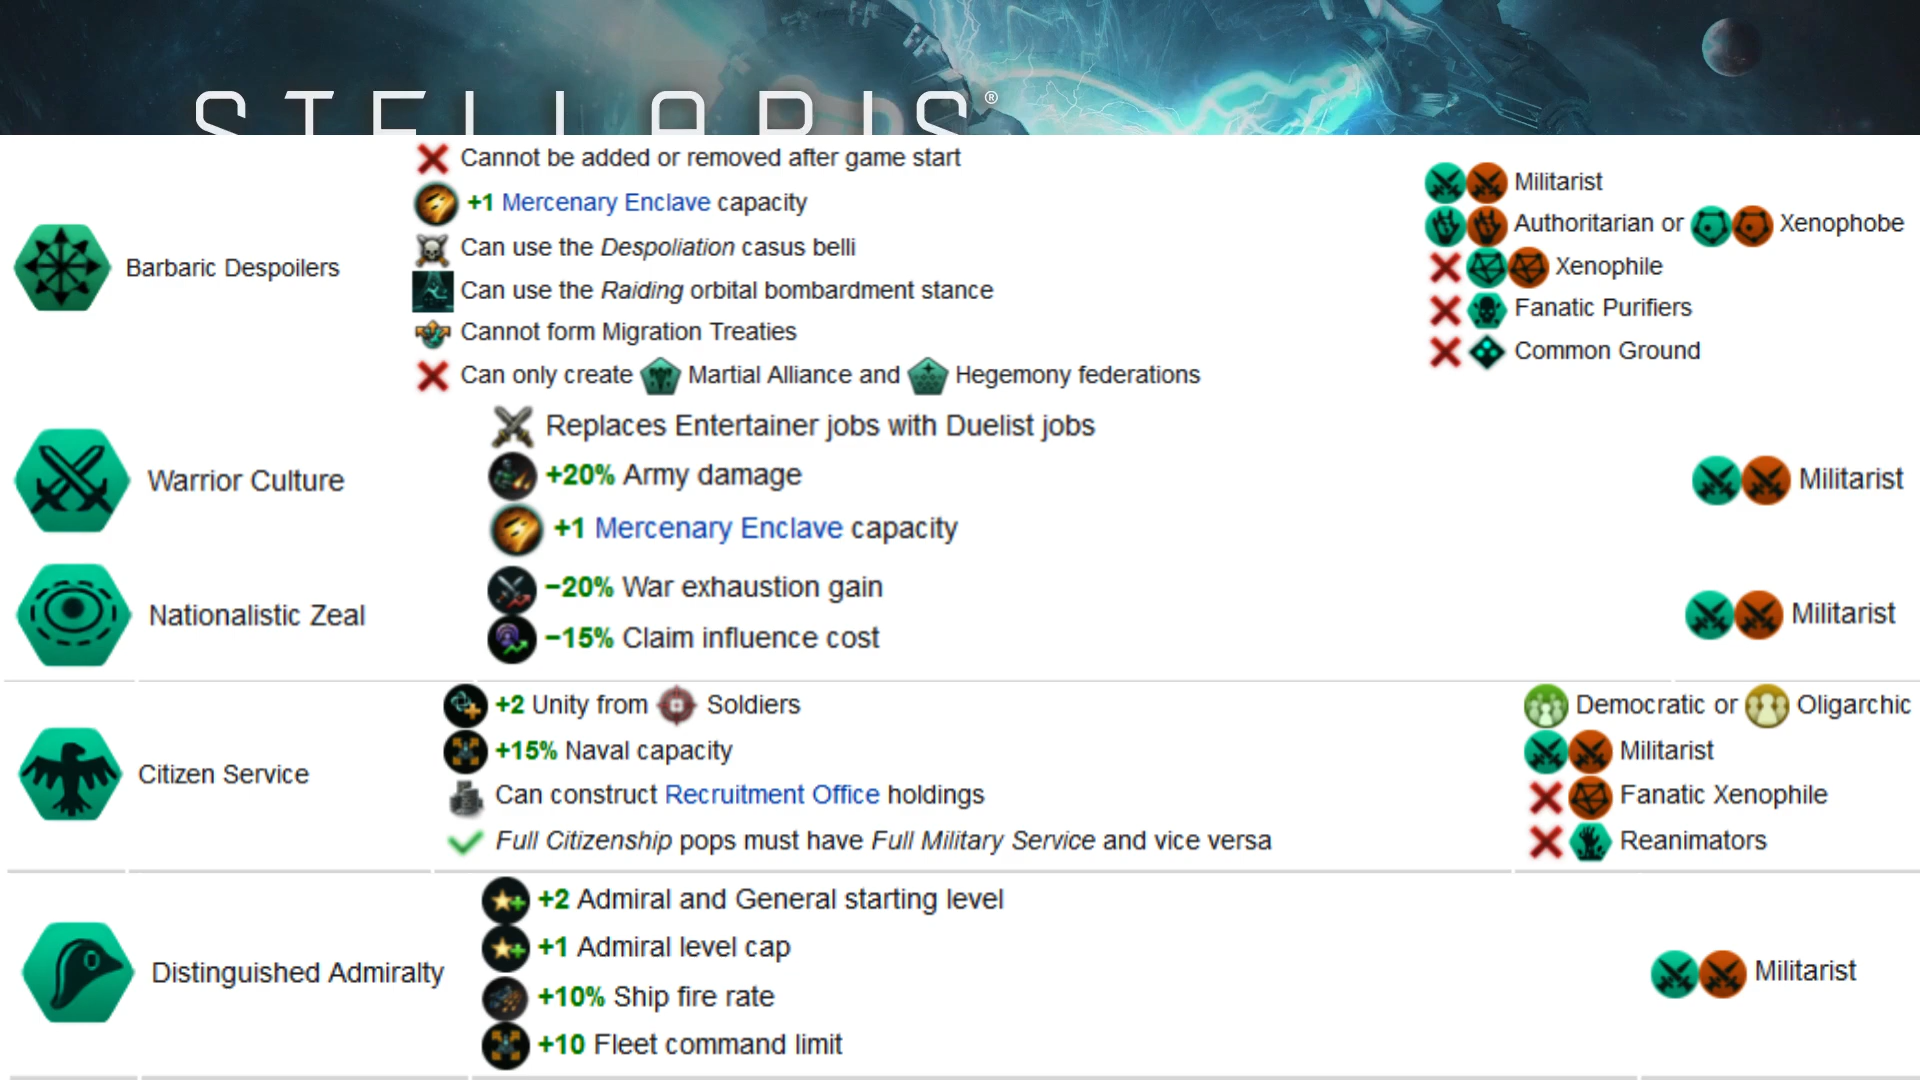 STELLARIS®
Cannot be added or removed after game start
+1 Mercenary Enclave capacity
Barbaric Despoilers
Can use the Despoliation casus belli
Can use the Raiding orbital bombardment stance
Cannot form Migration Treaties
Can only create Martial Alliance and Hegemony federations
Militarist
Authoritarian or Xenophobe
Xenophile
Fanatic Purifiers
Common Ground
Warrior Culture
Replaces Entertainer jobs with Duelist jobs
+20% Army damage
+1 Mercenary Enclave capacity
Militarist
Nationalistic Zeal
−20% War exhaustion gain
−15% Claim influence cost
Militarist
Citizen Service
+2 Unity from Soldiers
+15% Naval capacity
Can construct Recruitment Office holdings
Full Citizenship pops must have Full Military Service and vice versa
Democratic or Oligarchic
Militarist
Fanatic Xenophile
Reanimators
Distinguished Admiralty
+2 Admiral and General starting level
+1 Admiral level cap
+10% Ship fire rate
+10 Fleet command limit
Militarist